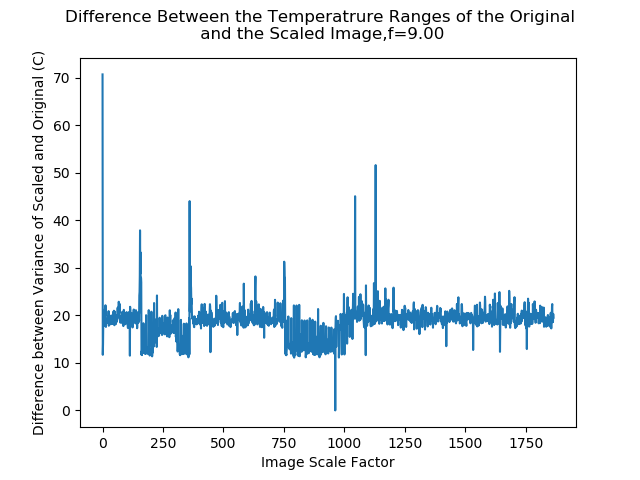 Difference Between the Temperatrure Ranges of the Original
and the Scaled Image,f=9.00
Difference between Variance of Scaled and Original (C)
70
60
50
40
30
20
10
0
0 250 500 750 1000 1250 1500 1750
Image Scale Factor